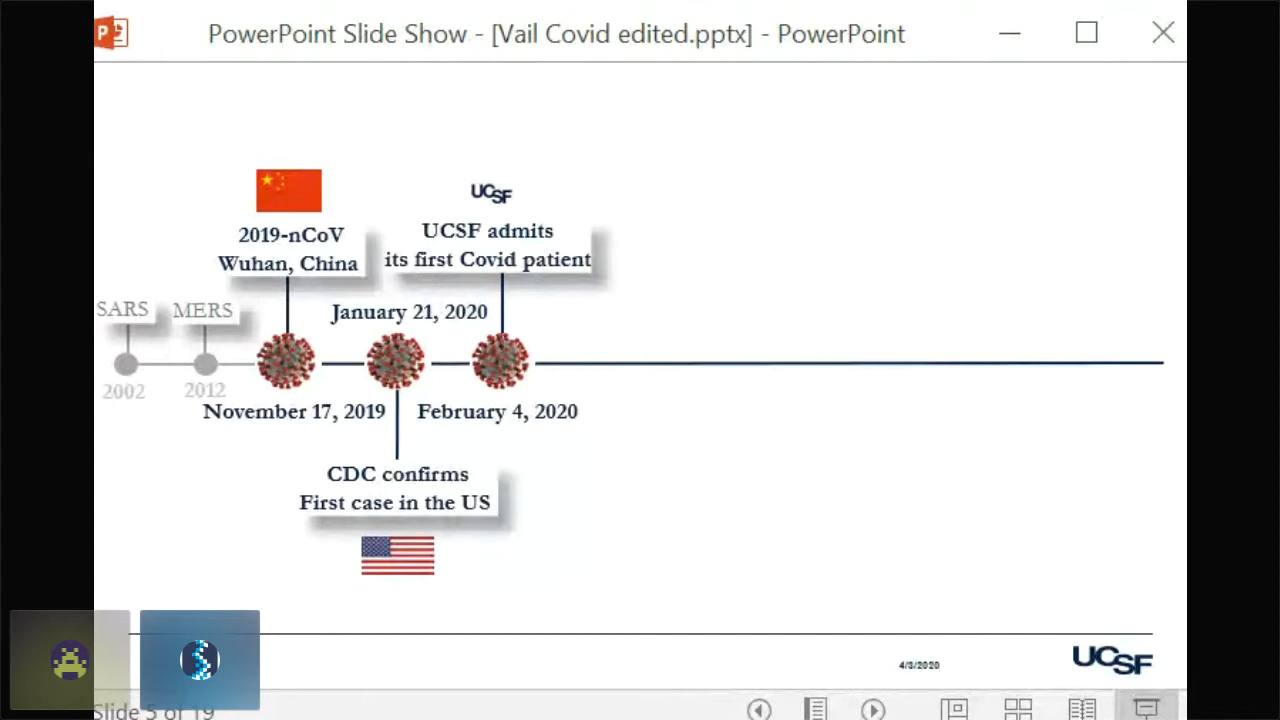 PowerPoint Slide Show - [Vail Covid edited.pptx] - PowerPoint
UCSF
2019-nCoV
Wuhan, China
UCSF admits
its first Covid patient
SARS
MERS
January 21, 2020
2002
2012
November 17, 2019
February 4, 2020
CDC confirms
First case in the US
4/3/2020
UCSF
Slide 5 of 19